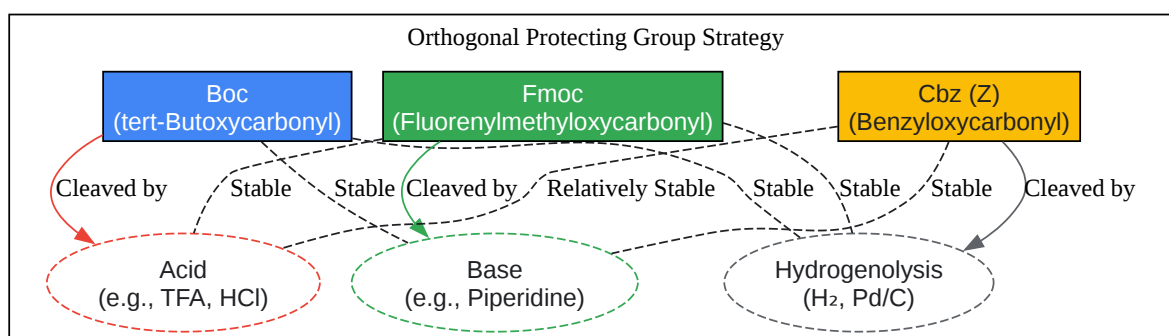 Orthogonal Protecting Group Strategy
Boc
(tert-Butoxycarbonyl)
Fmoc
(Fluorenylmethyloxycarbonyl)
Cbz (Z)
(Benzyloxycarbonyl)
Cleaved by
Stable
Stable
Cleaved by
Relatively Stable
Stable
Stable
Stable
Cleaved by
Acid
(e.g., TFA, HCl)
Base
(e.g., Piperidine)
Hydrogenolysis
(H₂, Pd/C)